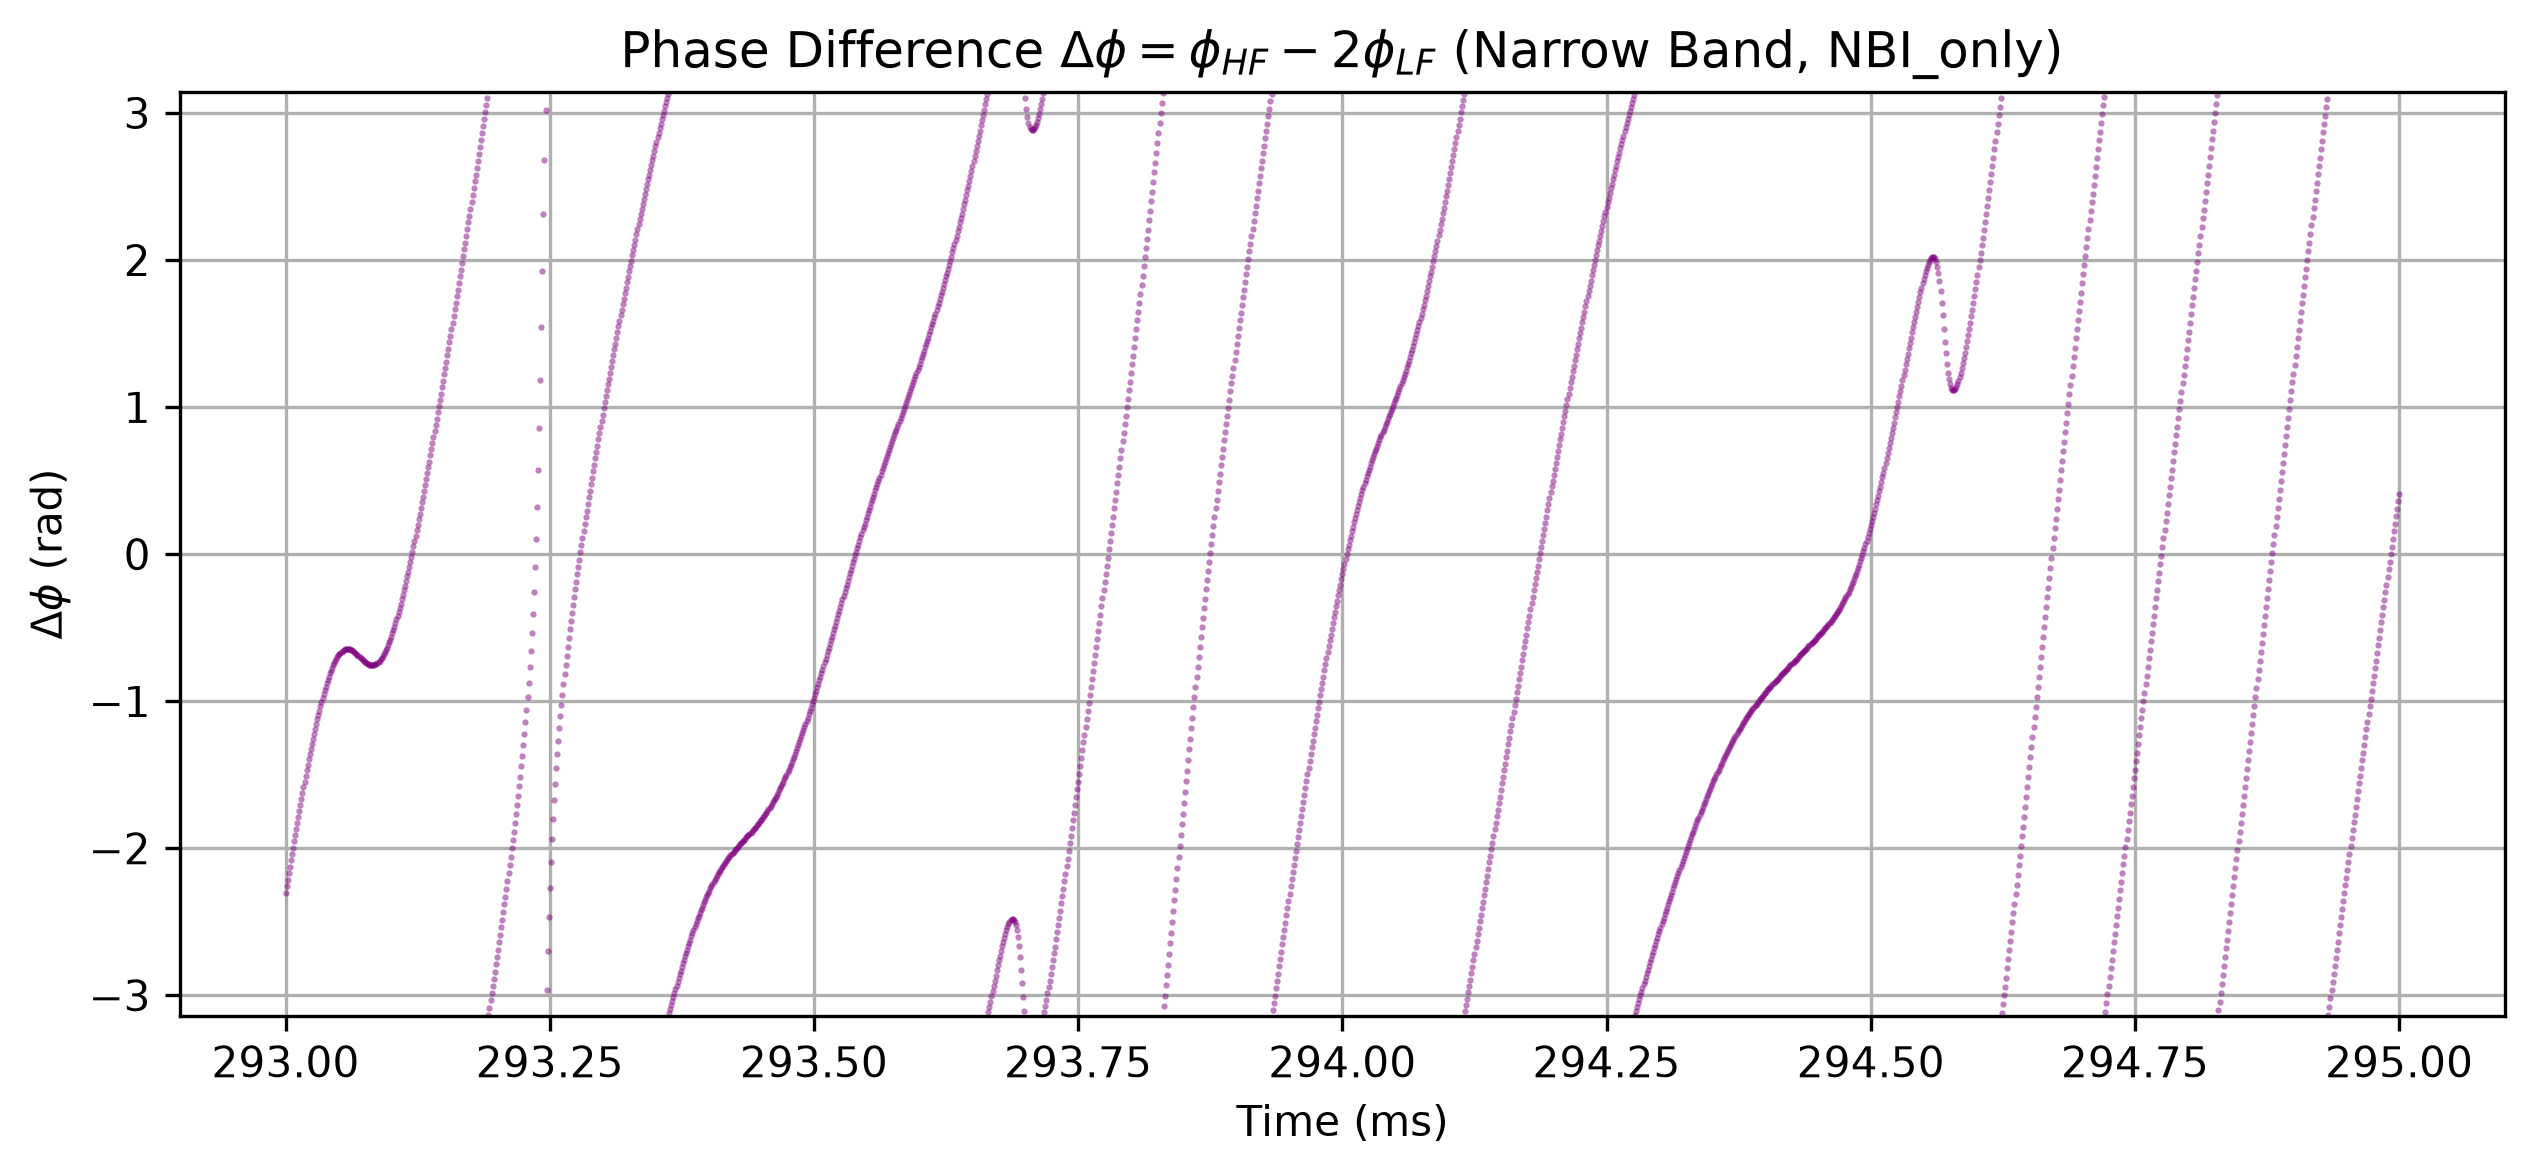 Phase Difference Δϕ = ϕ_HF − 2ϕ_LF (Narrow Band, NBI_only)
Δϕ (rad)
3
2
1
0
−1
−2
−3
293.00 293.25 293.50 293.75 294.00 294.25 294.50 294.75 295.00
Time (ms)